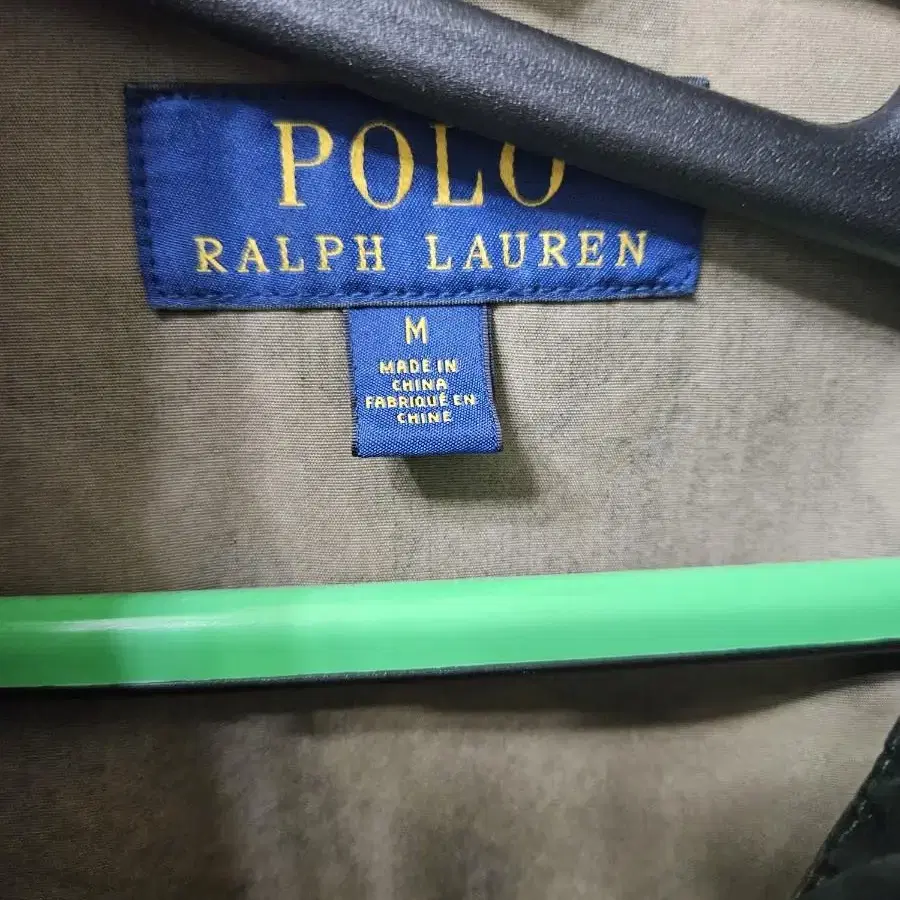 POLO
RALPH LAUREN
M
MADE IN
CHINA
FABRIQUÉ EN
CHINE